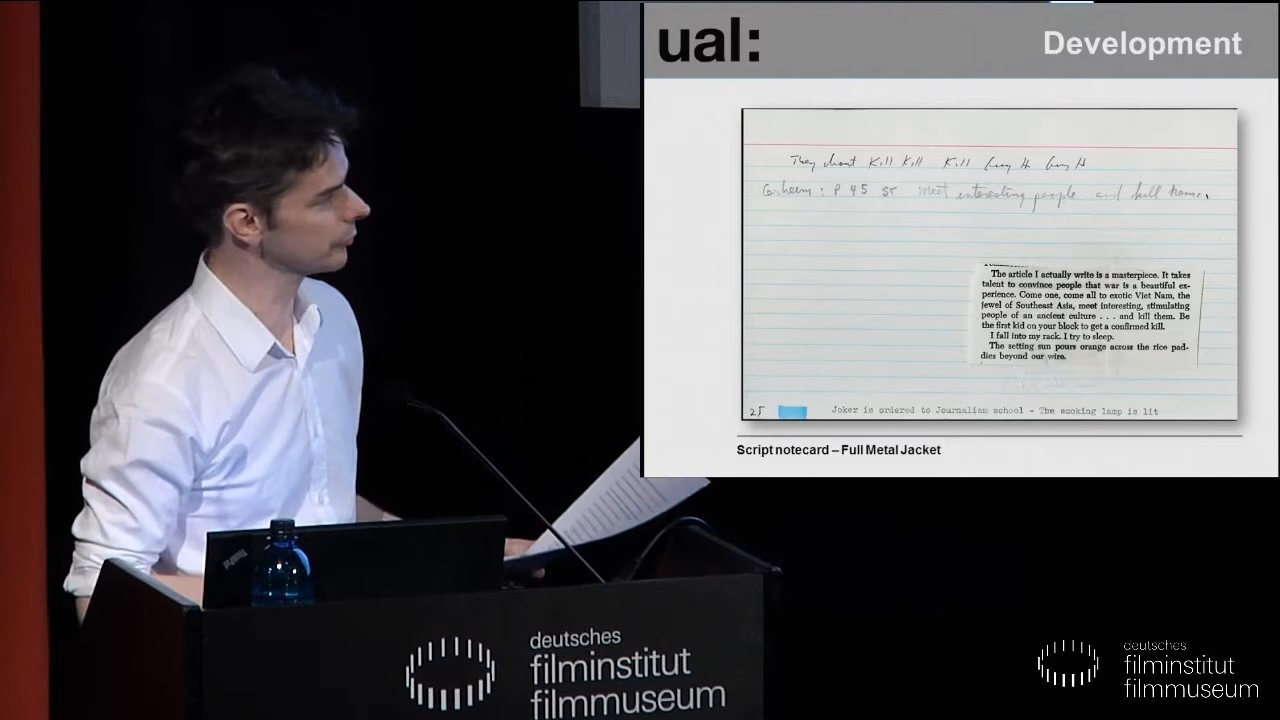 ual:
Development
They chant Kill Kill Kill
P 45 meet interesting people and kill them.
The article I actually write is a masterpiece. It takes
talent to convince people that war is a beautiful ex-
perience. Come one, come all to exotic Viet Nam, the
jewel of Southeast Asia, meet interesting, stimulating
people of an ancient culture . . . and kill them. Be
the first kid on your block to get a confirmed kill.
I fall into my rack. I try to sleep.
The setting sun pours orange across the rice pad-
dies beyond our wire.
25
Joker is ordered to Journalism school - The smoking lamp is lit
Script notecard – Full Metal Jacket
ThinkPad
deutsches
filminstitut
filmmuseum
deutsches
filminstitut
filmmuseum